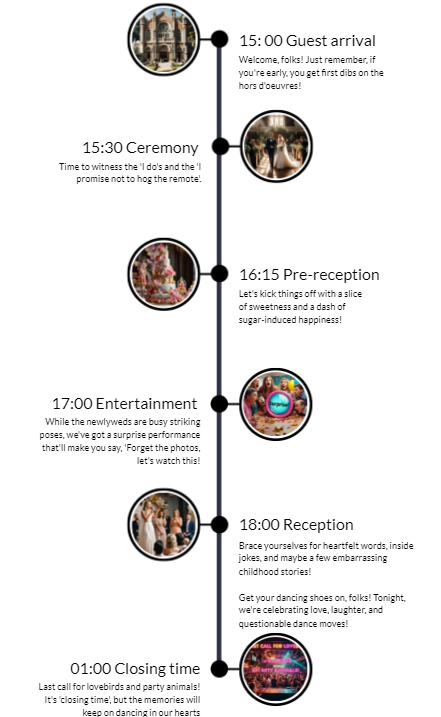 15: 00 Guest arrival
Welcome, folks! Just remember, if
you're early, you get first dibs on the
hors d'oeuvres!
15:30 Ceremony
Time to witness the 'I do's and the 'I
promise not to hog the remote'.
16:15 Pre-reception
Let's kick things off with a slice
of sweetness and a dash of
sugar-induced happiness!
17:00 Entertainment
While the newlyweds are busy striking
poses, we've got a surprise performance
that'll make you say, 'Forget the photos,
let's watch this!
18:00 Reception
Brace yourselves for heartfelt words, inside
jokes, and maybe a few embarrassing
childhood stories!
Get your dancing shoes on, folks! Tonight,
we're celebrating love, laughter, and
questionable dance moves!
01:00 Closing time
Last call for lovebirds and party animals!
It's 'closing time', but the memories will
keep on dancing in our hearts